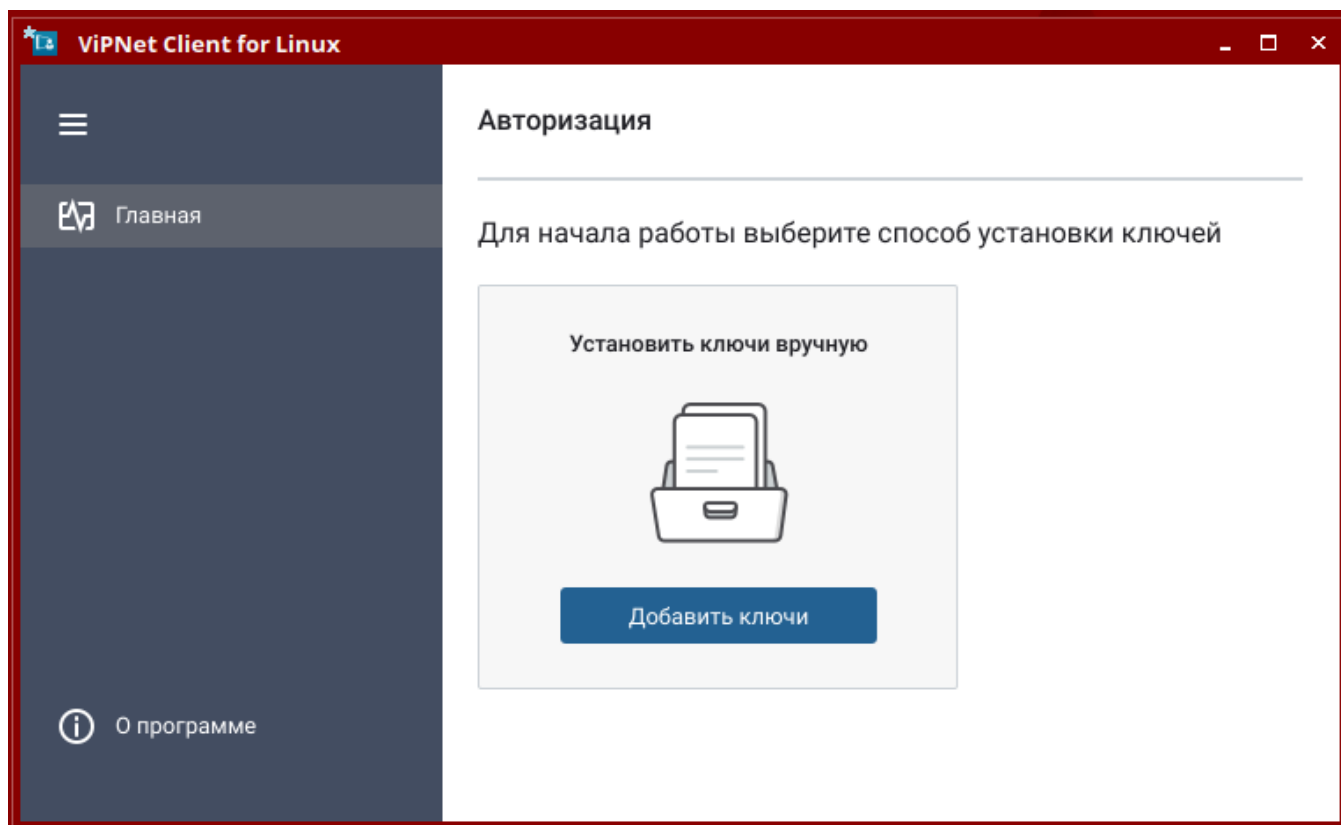 ViPNet Client for Linux
Авторизация
Главная
Для начала работы выберите способ установки ключей
Установить ключи вручную
Добавить ключи
О программе